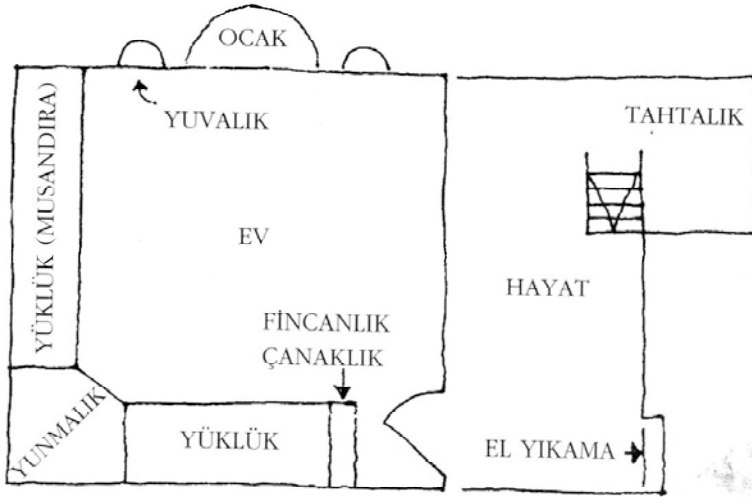 OCAK
YUVALIK
TAHTALIK
YÜKLÜK (MUSANDIRA)
EV
HAYAT
FİNCANLIK
ÇANAKLIK
YUNMALIK
YÜKLÜK
EL YIKAMA